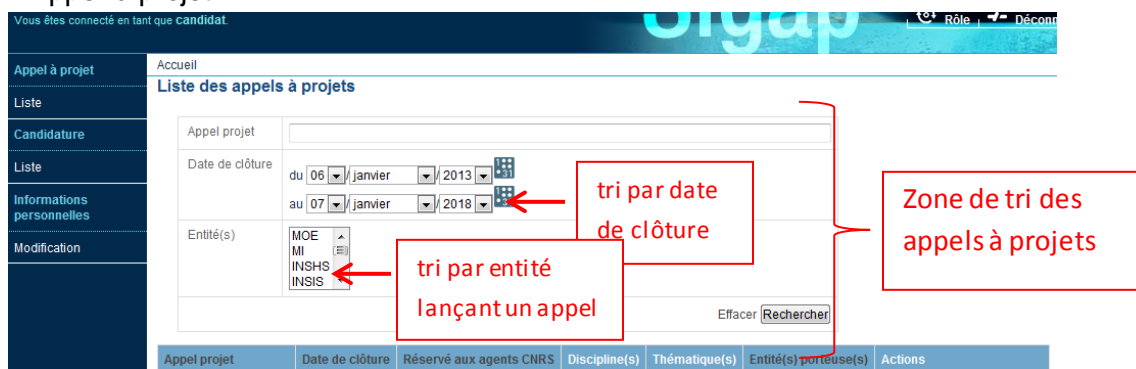 Vous êtes connecté en tant que candidat.
Sigap
Rôle
Appel à projet
Liste
Candidature
Liste
Informations
personnelles
Modification
Accueil
Liste des appels à projets
Appel projet
Date de clôture
du 06 / janvier / 2013
au 07 / janvier / 2018
Entité(s)
MOE
MI
INSHS
INSIS
Effacer Rechercher
tri par date
de clôture
tri par entité
lançant un appel
Zone de tri des
appels à projets
Appel projet Date de clôture Réservé aux agents CNRS Discipline(s) Thématique(s) Entité(s) porteuse(s) Actions